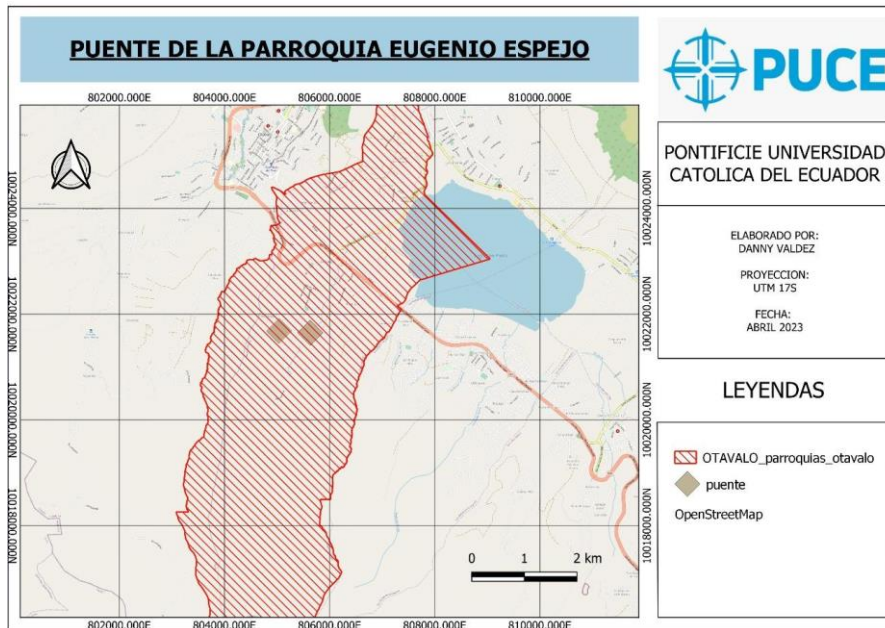 PUENTE DE LA PARROQUIA EUGENIO ESPEJO
802000.000E 804000.000E 806000.000E 808000.000E 810000.000E
10024000.000N
10022000.000N
10020000.000N
10018000.000N
10024000.000N
10022000.000N
10020000.000N
10018000.000N
0 1 2 km
802000.000E 804000.000E 806000.000E 808000.000E 810000.000E
PUCE
PONTIFICIE UNIVERSIDAD
CATOLICA DEL ECUADOR
ELABORADO POR:
DANNY VALDEZ
PROYECCION:
UTM 17S
FECHA:
ABRIL 2023
LEYENDAS
OTAVALO_parroquias_otavalo
puente
OpenStreetMap